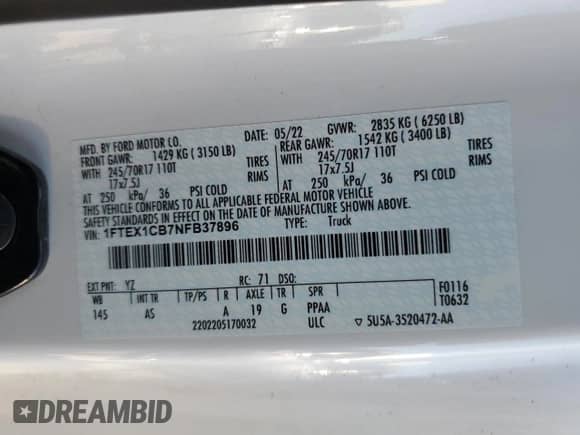 MFD. BY FORD MOTOR CO. DATE: 05/22 GVWR: 2835 KG ( 6250 LB)
FRONT GAWR: 1429 KG ( 3150 LB) REAR GAWR: 1542 KG ( 3400 LB)
WITH 245/70R17 110T TIRES WITH 245/70R17 110T TIRES
17x7.5J RIMS 17x7.5J RIMS
AT 250 kPa/ 36 PSI COLD AT 250 kPa/ 36 PSI COLD
THIS VEHICLE CONFORMS TO ALL APPLICABLE FEDERAL MOTOR VEHICLE
SAFETY STANDARDS IN EFFECT ON THE DATE OF MANUFACTURE SHOWN ABOVE.
VIN: 1FTEX1CB7NFB37896 TYPE: Truck
EXT PNT: YZ RC: 71 DSO: F0116
WB INT TR TP/PS R AXLE TR SPR T0632
145 AS A 19 G PPAA
2202205170032 ULC ▽ 5U5A-3520472-AA
DREAMBID